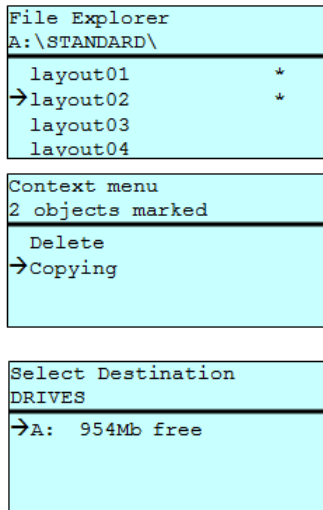 File Explorer
A:\STANDARD\
layout01 *
→layout02 *
layout03
layout04
Context menu
2 objects marked
Delete
→Copying
Select Destination
DRIVES
→A: 954Mb free